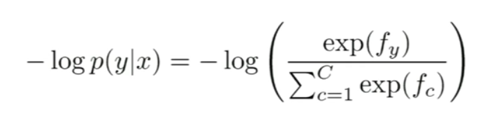 − log p(y|x) = − log ( exp(f_y) / ∑_{c=1}^{C} exp(f_c) )